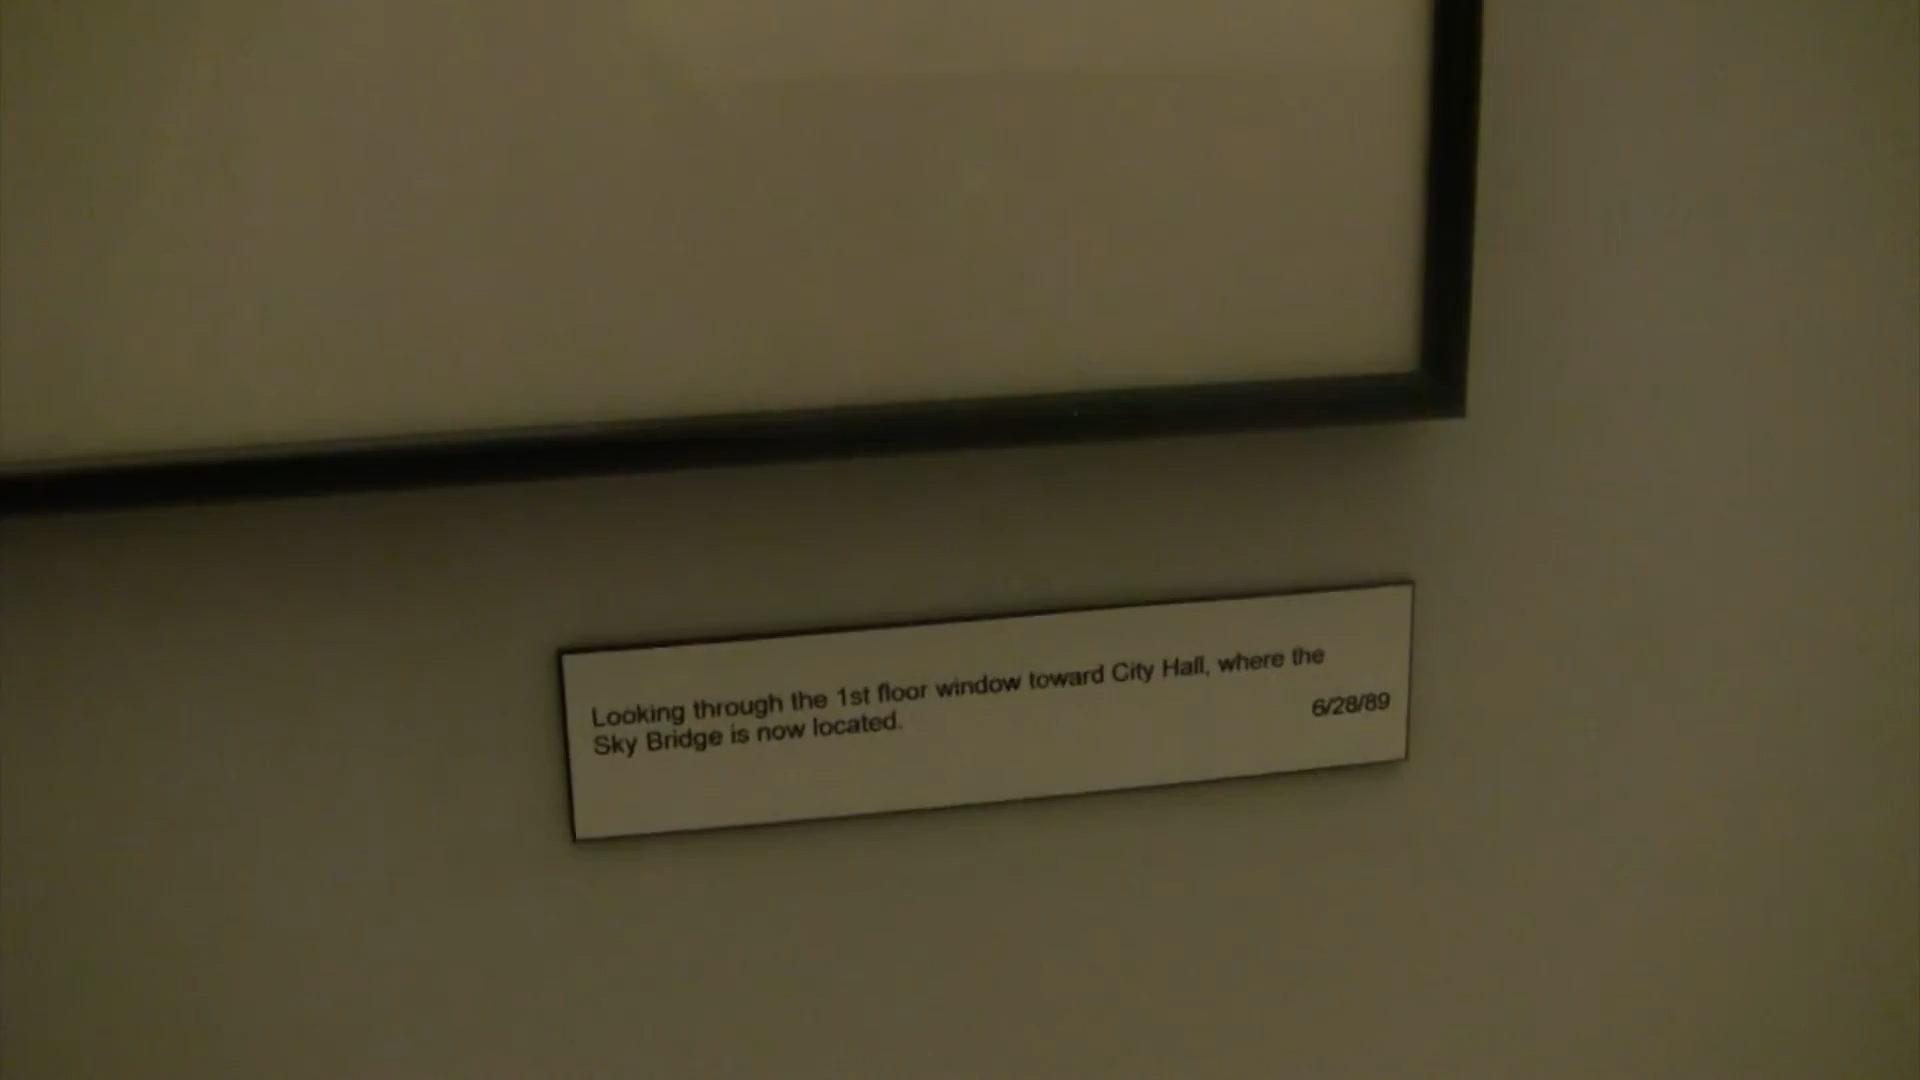 Looking through the 1st floor window toward City Hall, where the
Sky Bridge is now located.
6/28/89